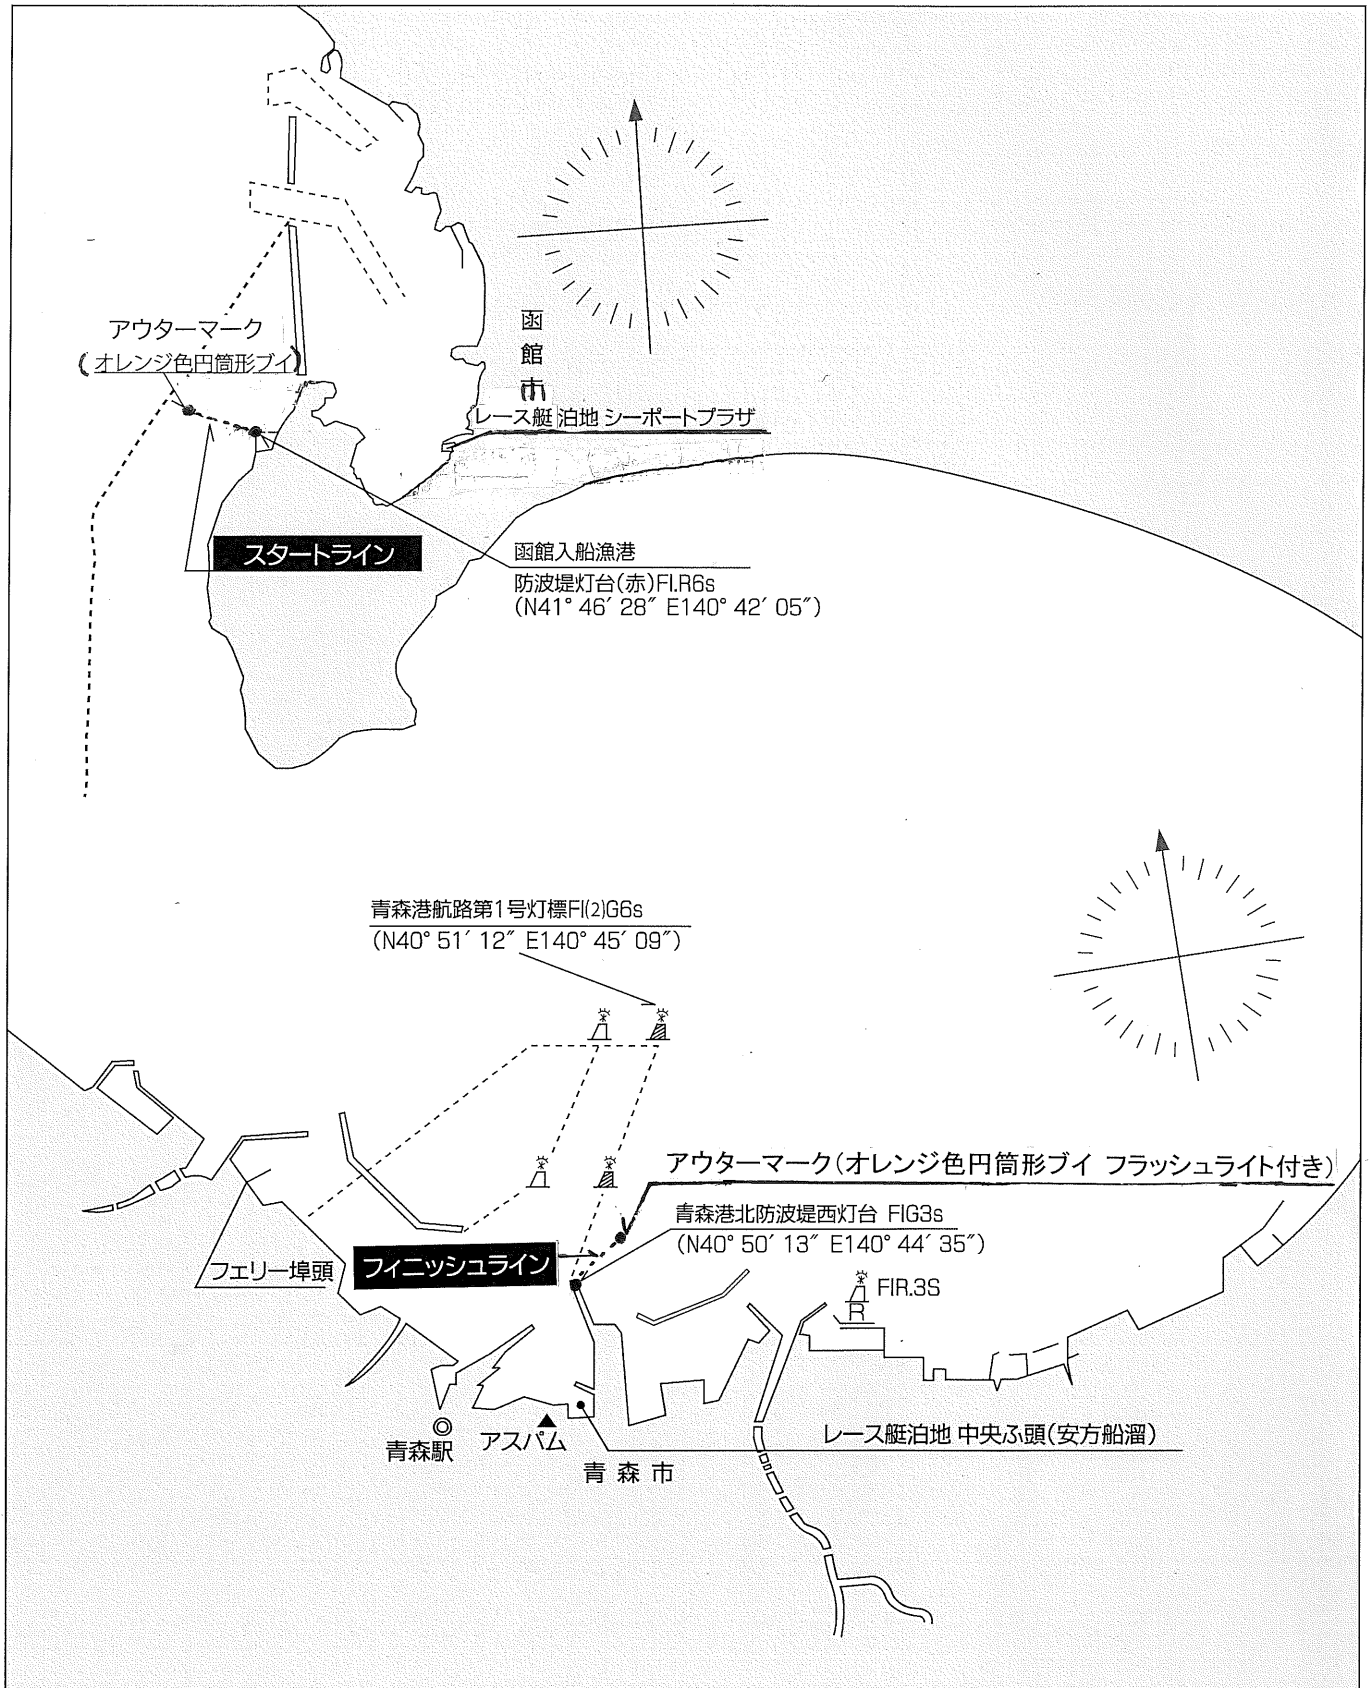 函
館
市
アウターマーク
(オレンジ色円筒形ブイ)
レース艇 泊地 シーポートプラザ
スタートライン
函館入船漁港
防波堤灯台(赤)Fl.R6s
(N41° 46′ 28″ E140° 42′ 05″)
青森港航路第1号灯標Fl(2)G6s
(N40° 51′ 12″ E140° 45′ 09″)
アウターマーク(オレンジ色円筒形ブイ フラッシュライト付き)
青森港北防波堤西灯台 FlG3s
(N40° 50′ 13″ E140° 44′ 35″)
フェリー埠頭
フィニッシュライン
FlR.3S
R
青森駅
アスパム
レース艇泊地 中央ふ頭(安方船溜)
青 森 市